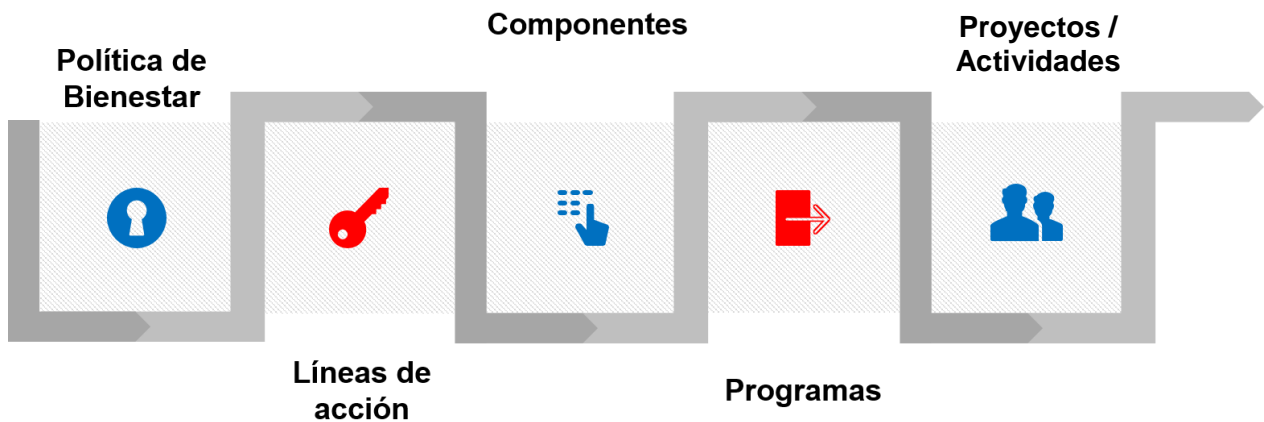 Política de
Bienestar
Líneas de
acción
Componentes
Programas
Proyectos /
Actividades